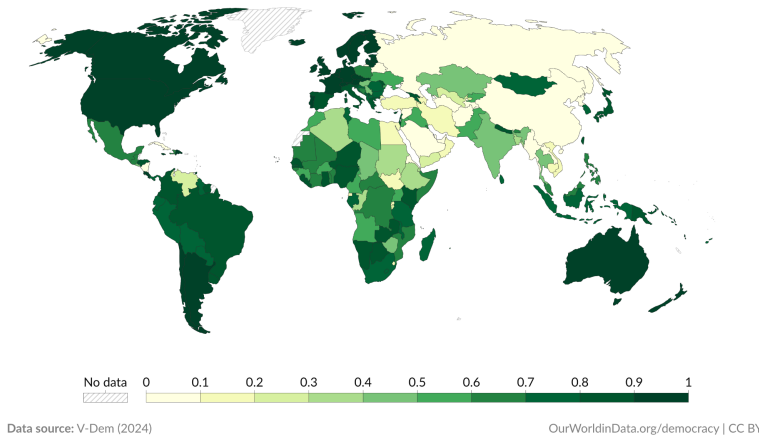 No data 0 0.1 0.2 0.3 0.4 0.5 0.6 0.7 0.8 0.9 1
Data source: V-Dem (2024) OurWorldinData.org/democracy | CC BY